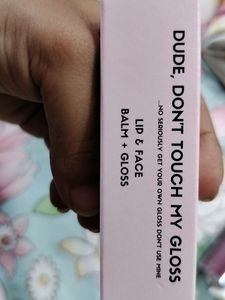 DUDE, DON'T TOUCH MY GLOSS
...NO SERIOUSLY GET YOUR OWN GLOSS DON'T USE MINE
LIP & FACE
BALM + GLOSS